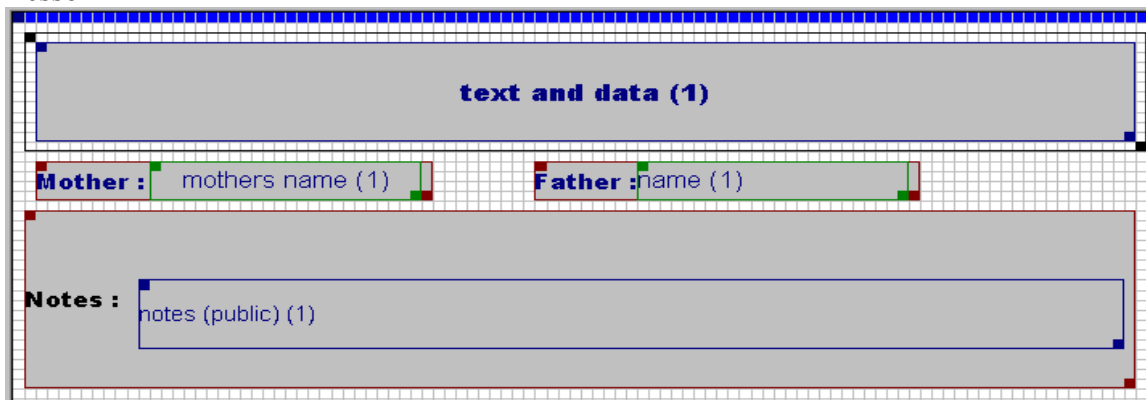 text and data (1)
Mother : mothers name (1) Father : name (1)
Notes :
notes (public) (1)